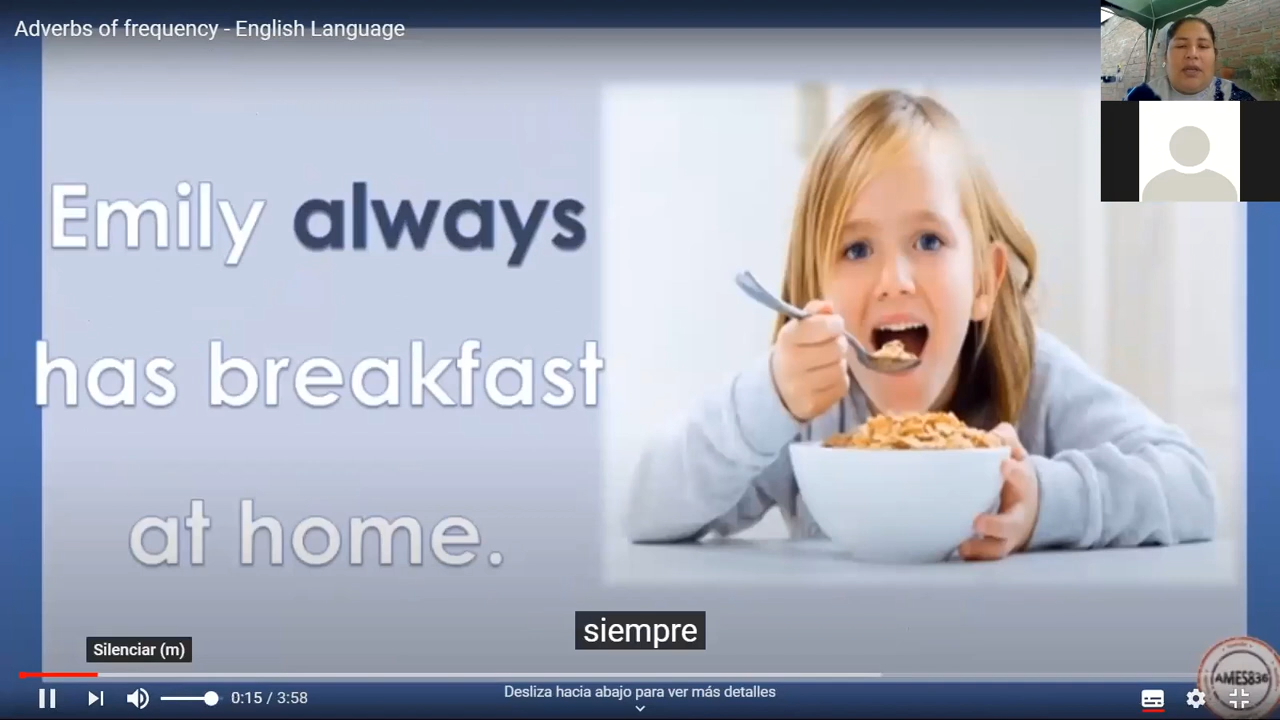 Adverbs of frequency - English Language
Emily always
has breakfast
at home.
siempre
Silenciar (m)
0:15 / 3:58
Desliza hacia abajo para ver más detalles
AMES836